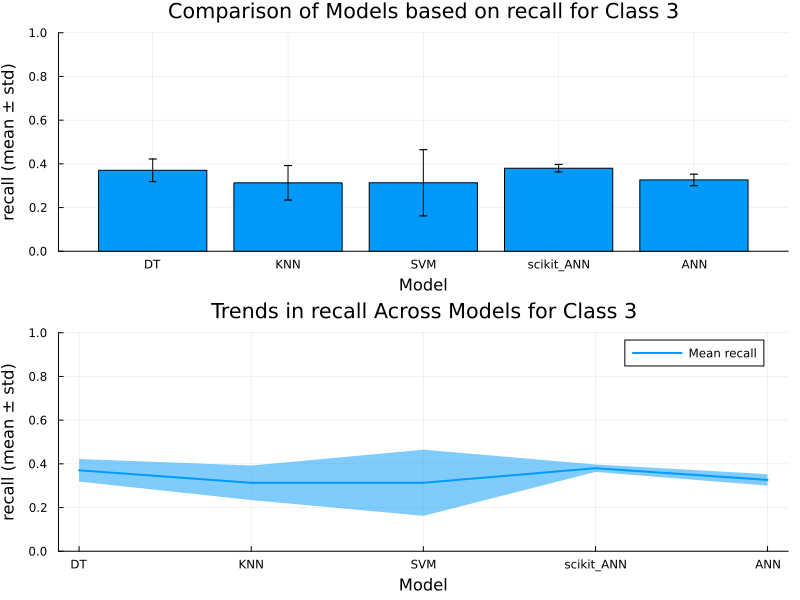 Comparison of Models based on recall for Class 3
recall (mean ± std)
1.0
0.8
0.6
0.4
0.2
0.0
DT KNN SVM scikit_ANN ANN
Model
Trends in recall Across Models for Class 3
recall (mean ± std)
1.0
Mean recall
0.8
0.6
0.4
0.2
0.0
DT KNN SVM scikit_ANN ANN
Model